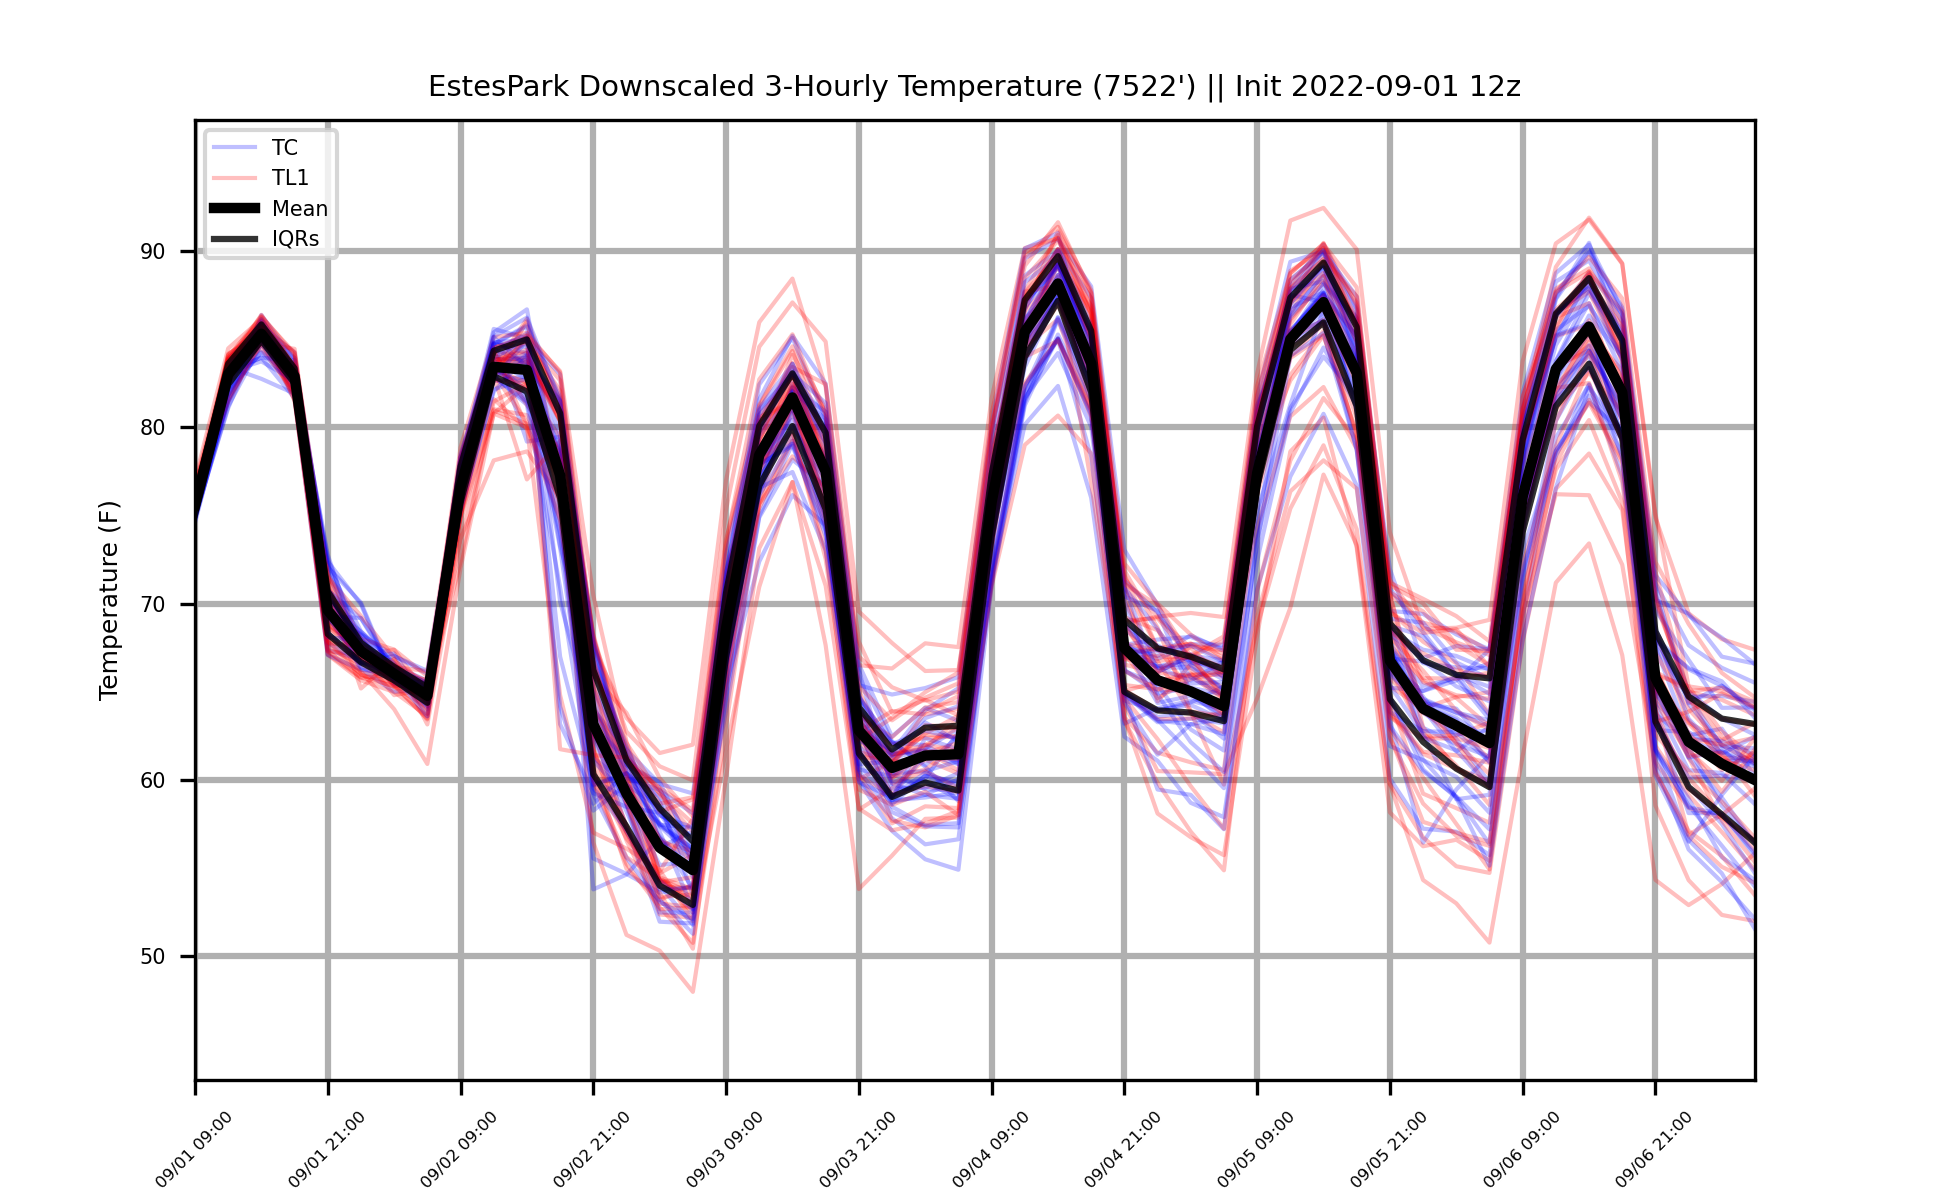 EstesPark Downscaled 3-Hourly Temperature (7522') || Init 2022-09-01 12z
TC
TL1
Mean
IQRs
Temperature (F)
90
80
70
60
50
09/01 09:00
09/01 21:00
09/02 09:00
09/02 21:00
09/03 09:00
09/03 21:00
09/04 09:00
09/04 21:00
09/05 09:00
09/05 21:00
09/06 09:00
09/06 21:00